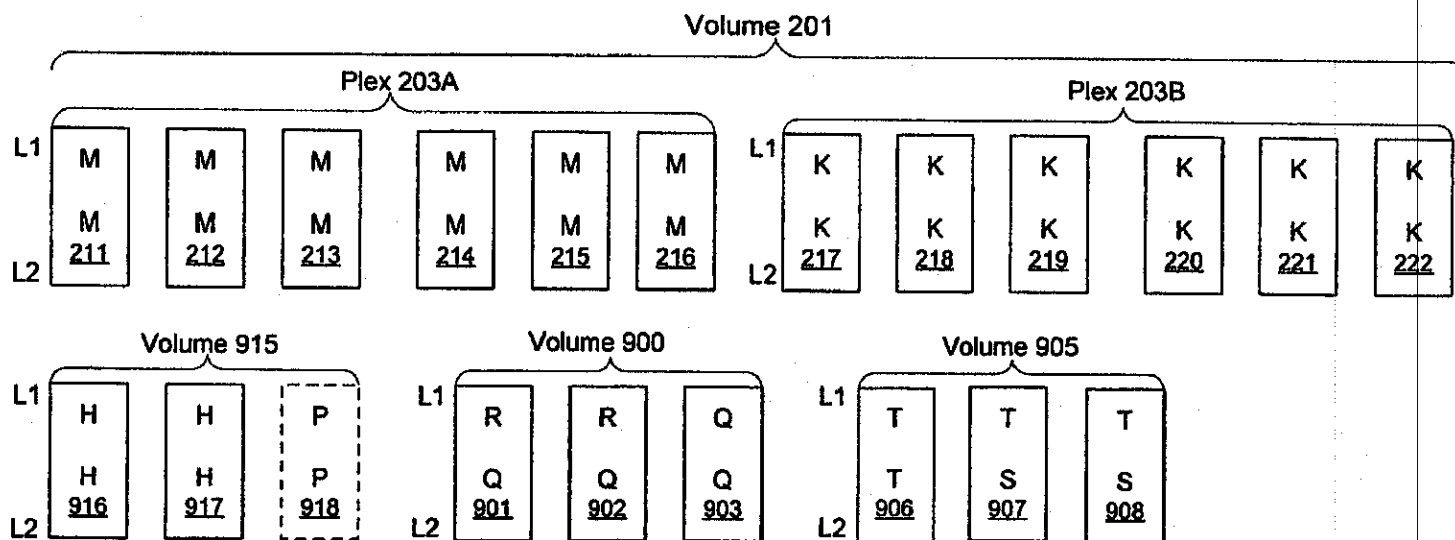 Volume 201
Plex 203A Plex 203B
L1 M M M M M M L1 K K K K K K
M M M M M M K K K K K K
L2 211 212 213 214 215 216 L2 217 218 219 220 221 222
Volume 915 Volume 900 Volume 905
L1 H H P L1 R R Q L1 T T T
H H P Q Q Q T S S
L2 916 917 918 L2 901 902 903 L2 906 907 908